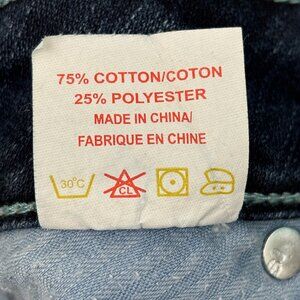 75% COTTON/COTON
25% POLYESTER
MADE IN CHINA/
FABRIQUE EN CHINE
30°C CL